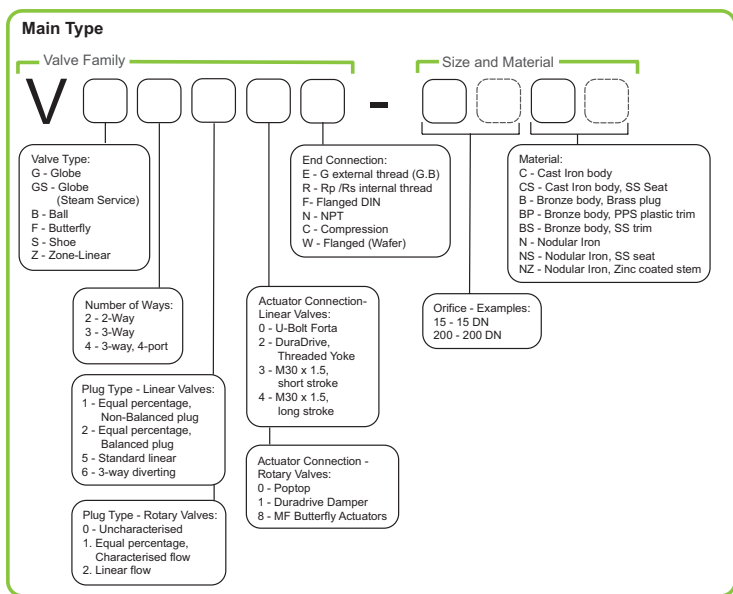 Main Type
Valve Family
Size and Material
V
-
Valve Type:
G - Globe
GS - Globe
(Steam Service)
B - Ball
F - Butterfly
S - Shoe
Z - Zone-Linear
End Connection:
E - G external thread (G.B)
R - Rp /Rs internal thread
F- Flanged DIN
N - NPT
C - Compression
W - Flanged (Wafer)
Material:
C - Cast Iron body
CS - Cast Iron body, SS Seat
B - Bronze body, Brass plug
BP - Bronze body, PPS plastic trim
BS - Bronze body, SS trim
N - Nodular Iron
NS - Nodular Iron, SS seat
NZ - Nodular Iron, Zinc coated stem
Number of Ways:
2 - 2-Way
3 - 3-Way
4 - 3-way, 4-port
Actuator Connection-
Linear Valves:
0 - U-Bolt Forta
2 - DuraDrive,
Threaded Yoke
3 - M30 x 1.5,
short stroke
4 - M30 x 1.5,
long stroke
Orifice - Examples:
15 - 15 DN
200 - 200 DN
Plug Type - Linear Valves:
1 - Equal percentage,
Non-Balanced plug
2 - Equal percentage,
Balanced plug
5 - Standard linear
6 - 3-way diverting
Actuator Connection -
Rotary Valves:
0 - Poptop
1 - Duradrive Damper
8 - MF Butterfly Actuators
Plug Type - Rotary Valves:
0 - Uncharacterised
1. Equal percentage,
Characterised flow
2. Linear flow